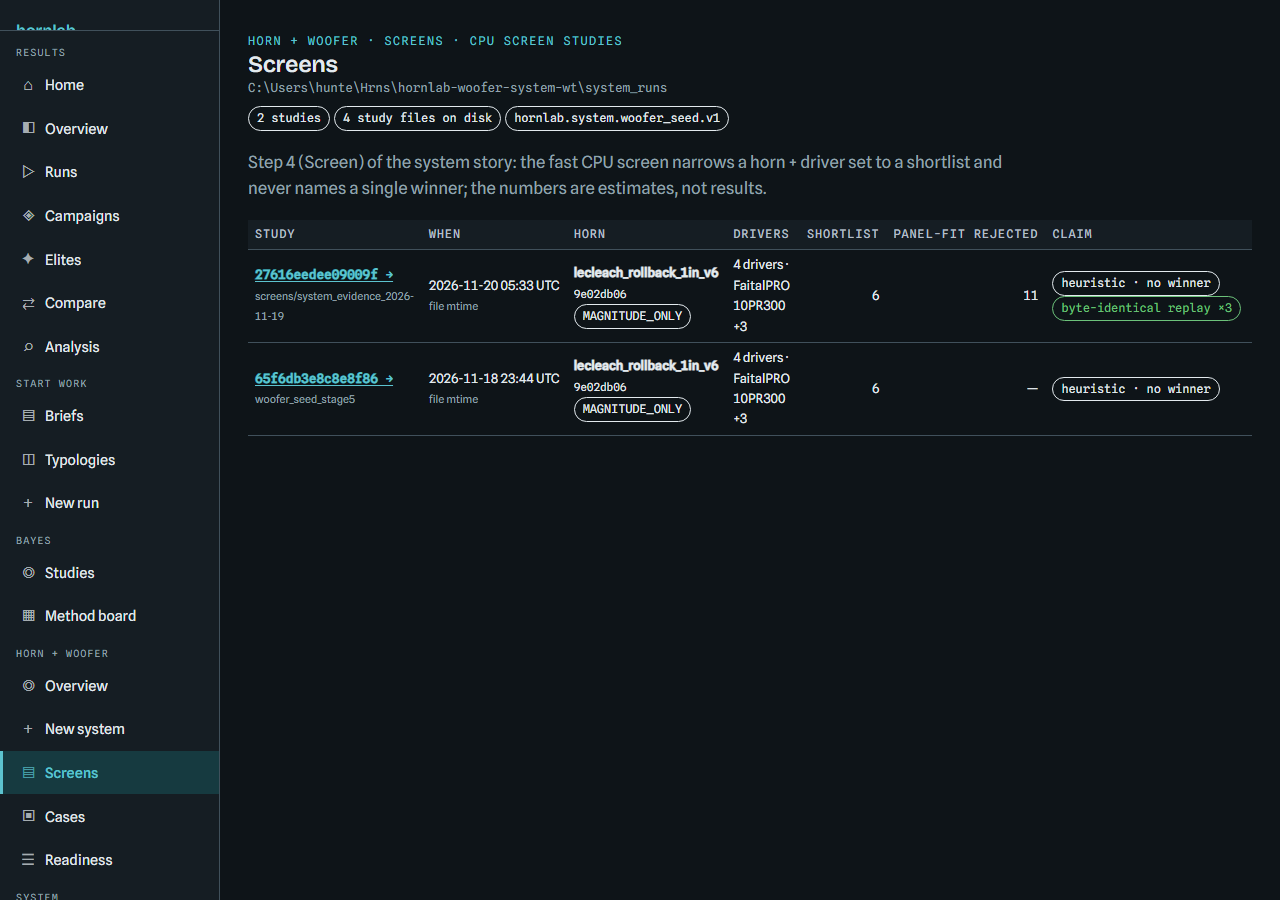 hornlab
RESULTS
Home
Overview
Runs
Campaigns
Elites
Compare
Analysis
START WORK
Briefs
Typologies
New run
BAYES
Studies
Method board
HORN + WOOFER
Overview
New system
Screens
Cases
Readiness
SYSTEM
HORN + WOOFER · SCREENS · CPU SCREEN STUDIES
Screens
C:\Users\hunte\Hrns\hornlab-woofer-system-wt\system_runs
2 studies 4 study files on disk hornlab.system.woofer_seed.v1
Step 4 (Screen) of the system story: the fast CPU screen narrows a horn + driver set to a shortlist and
never names a single winner; the numbers are estimates, not results.
STUDY WHEN HORN DRIVERS SHORTLIST PANEL-FIT REJECTED CLAIM
27616eedee09009f →
screens/system_evidence_2026-
11-19
2026-11-20 05:33 UTC
file mtime
lecleach_rollback_1in_v6
9e02db06
MAGNITUDE_ONLY
4 drivers ·
FaitalPRO
10PR300
+3
6
11
heuristic · no winner
byte-identical replay ×3
65f6db3e8c8e8f86 →
woofer_seed_stage5
2026-11-18 23:44 UTC
file mtime
lecleach_rollback_1in_v6
9e02db06
MAGNITUDE_ONLY
4 drivers ·
FaitalPRO
10PR300
+3
6
—
heuristic · no winner